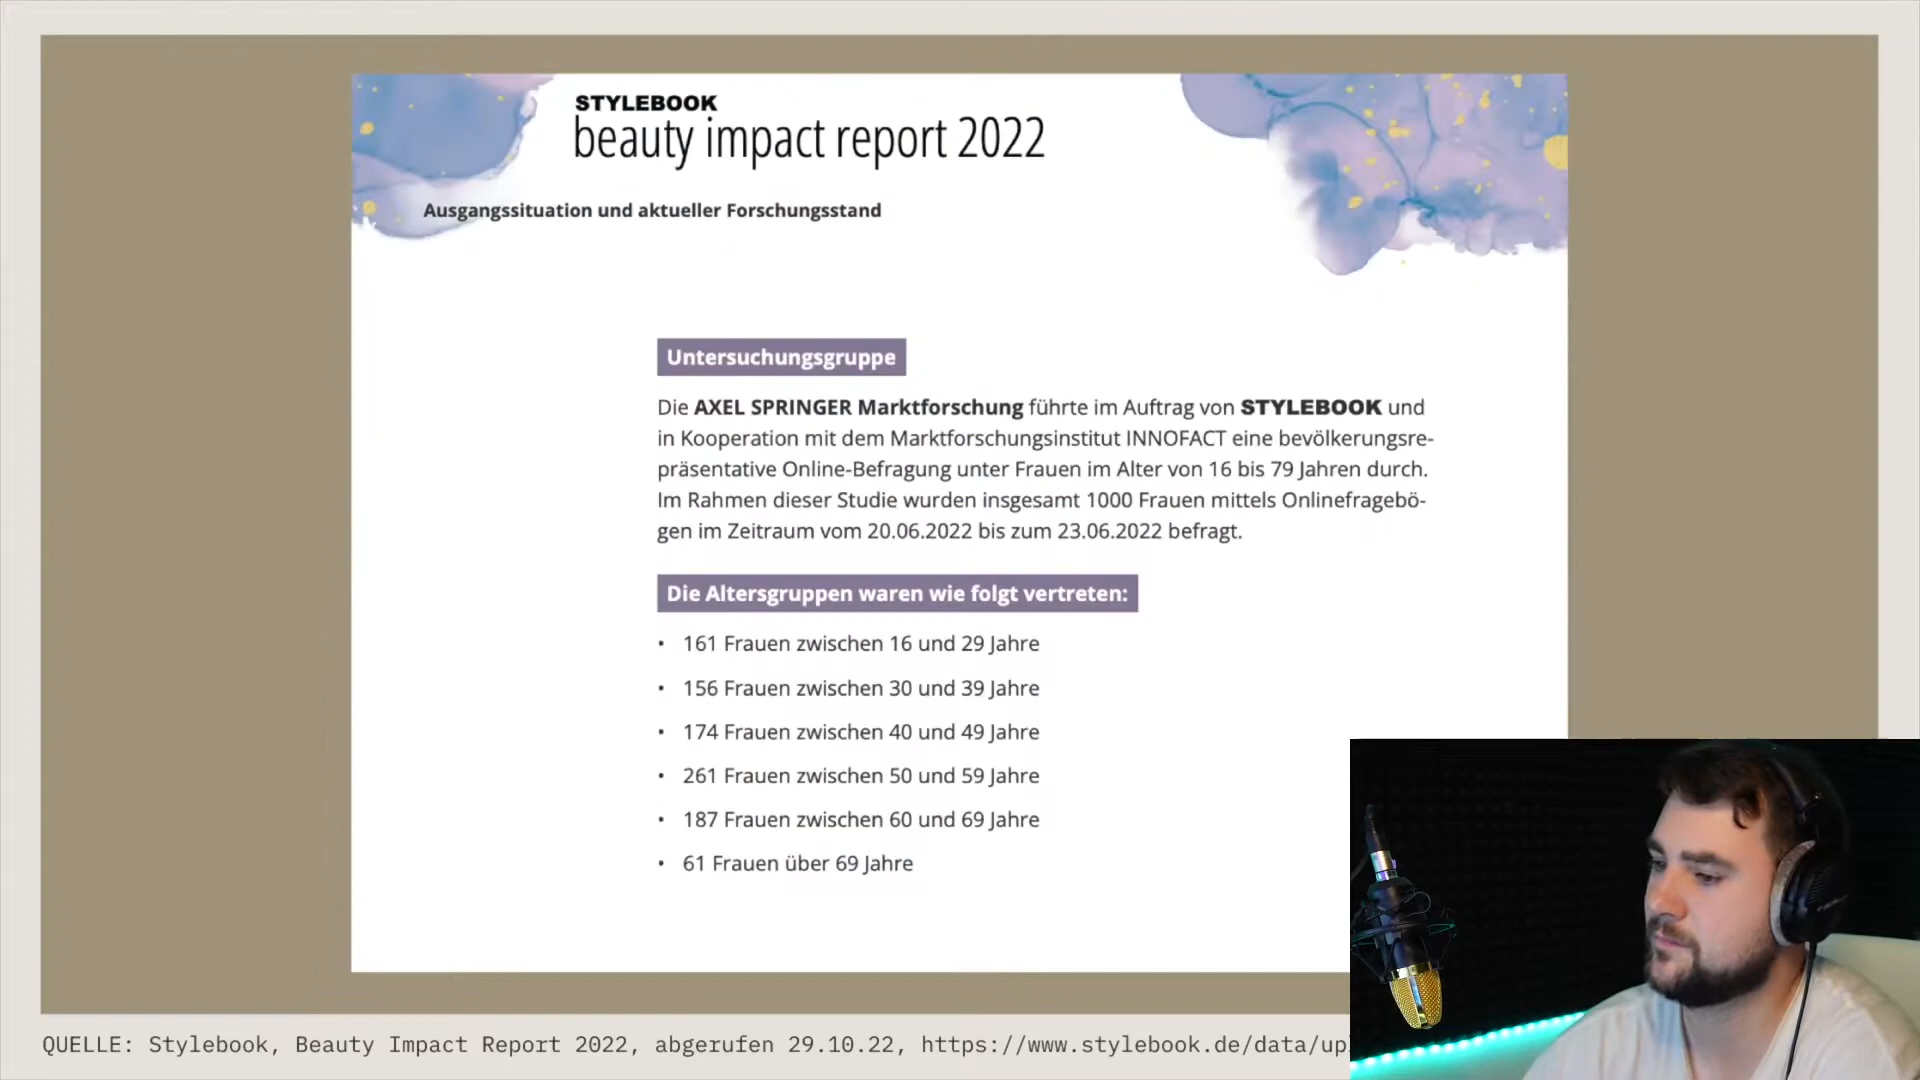 STYLEBOOK
beauty impact report 2022
Ausgangssituation und aktueller Forschungsstand
Untersuchungsgruppe
Die AXEL SPRINGER Marktforschung führte im Auftrag von STYLEBOOK und
in Kooperation mit dem Marktforschungsinstitut INNOFACT eine bevölkerungsre-
präsentative Online-Befragung unter Frauen im Alter von 16 bis 79 Jahren durch.
Im Rahmen dieser Studie wurden insgesamt 1000 Frauen mittels Onlinefragebö-
gen im Zeitraum vom 20.06.2022 bis zum 23.06.2022 befragt.
Die Altersgruppen waren wie folgt vertreten:
• 161 Frauen zwischen 16 und 29 Jahre
• 156 Frauen zwischen 30 und 39 Jahre
• 174 Frauen zwischen 40 und 49 Jahre
• 261 Frauen zwischen 50 und 59 Jahre
• 187 Frauen zwischen 60 und 69 Jahre
• 61 Frauen über 69 Jahre
QUELLE: Stylebook, Beauty Impact Report 2022, abgerufen 29.10.22, https://www.stylebook.de/data/up